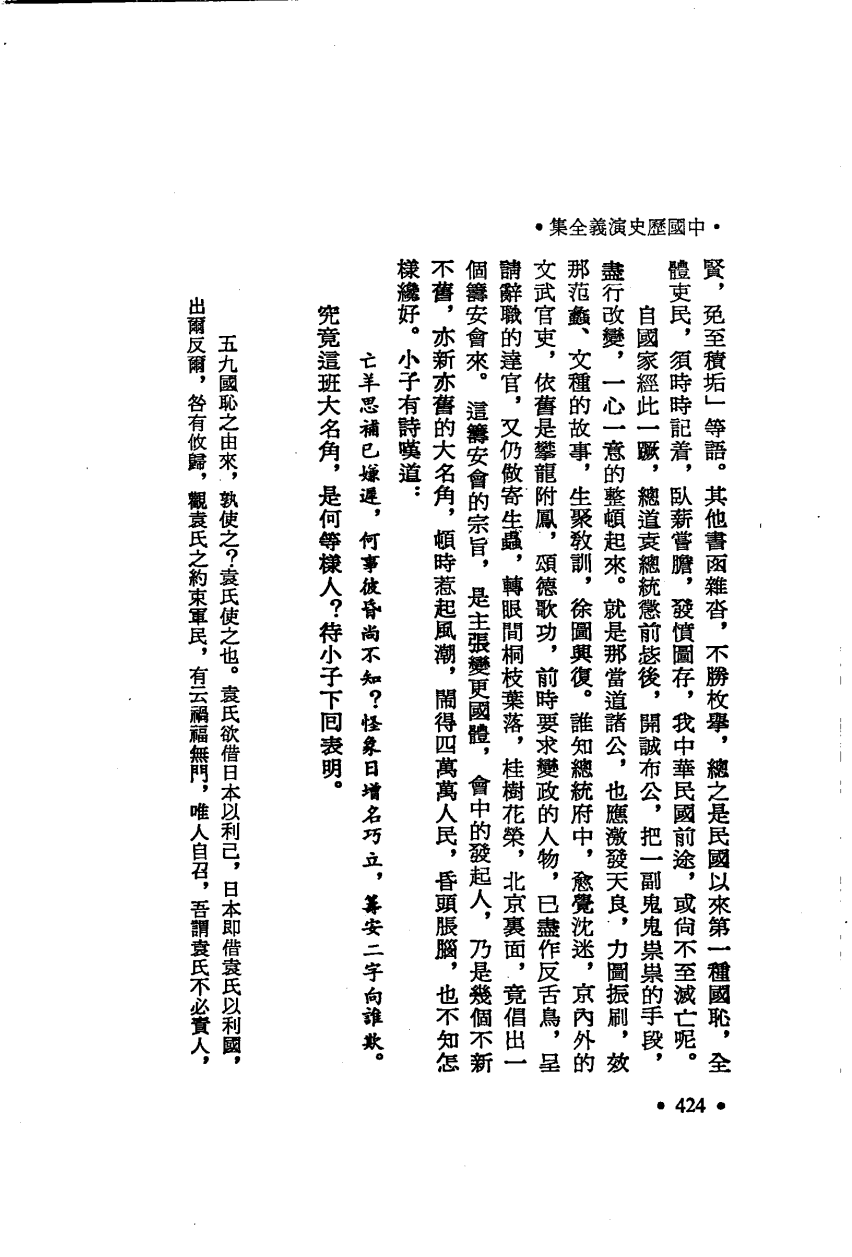 •中國歷史演義全集•
賢，免至積垢」等語。其他書函雜沓，不勝枚舉，總之是民國以來第一種國恥，全
體吏民，須時時記着，臥薪嘗膽，發憤圖存，我中華民國前途，或尚不至滅亡呢。
自國家經此一蹶，總道袁總統懲前毖後，開誠布公，把一副鬼鬼祟祟的手段，
盡行改變，一心一意的整頓起來。就是那當道諸公，也應激發天良，力圖振刷，效
那范蠡、文種的故事，生聚教訓，徐圖興復。誰知總統府中，愈覺沈迷，京內外的
文武官吏，依舊是攀龍附鳳，頌德歌功，前時要求變政的人物，已盡作反舌鳥，呈
請辭職的達官，又仍做寄生蟲，轉眼間桐枝葉落，桂樹花榮，北京裏面，竟倡出一
個籌安會來。這籌安會的宗旨，是主張變更國體，會中的發起人，乃是幾個不新
不舊，亦新亦舊的大名角，頓時惹起風潮，鬧得四萬萬人民，昏頭脹腦，也不知怎
樣纔好。小子有詩嘆道：
亡羊思補已嫌遲，何事彼昏尚不知？怪象日增名巧立，籌安二字向誰欺。
究竟這班大名角，是何等樣人？待小子下回表明。
五九國恥之由來，孰使之？袁氏使之也。袁氏欲借日本以利己，日本即借袁氏以利國，
出爾反爾，咎有攸歸，觀袁氏之約束軍民，有云禍福無門，唯人自召，吾謂袁氏不必責人，
•424•